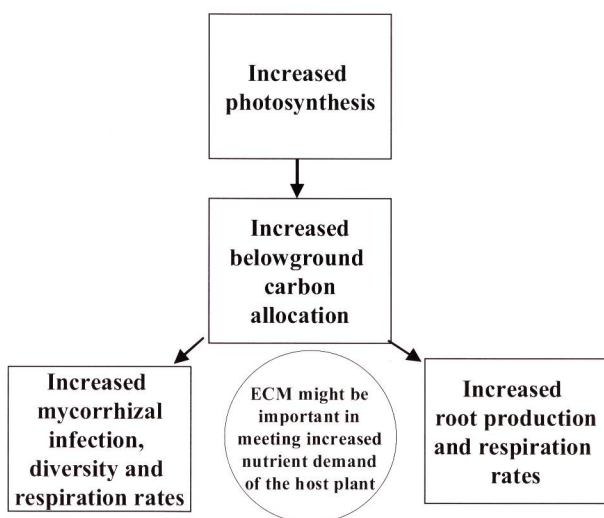 Increased
photosynthesis
Increased
belowground
carbon
allocation
Increased
mycorrhizal
infection,
diversity and
respiration rates
ECM might be
important in
meeting increased
nutrient demand
of the host plant
Increased
root production
and respiration
rates